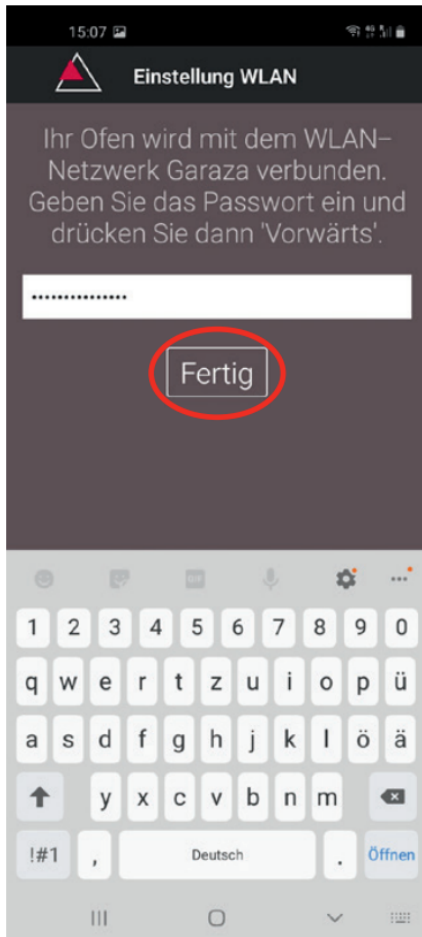 15:07
Einstellung WLAN
Ihr Ofen wird mit dem WLAN-
Netzwerk Garaza verbunden.
Geben Sie das Passwort ein und
drücken Sie dann 'Vorwärts'.
•••••••••••••••
Fertig
GIF
1 2 3 4 5 6 7 8 9 0
q w e r t z u i o p ü
a s d f g h j k l ö ä
y x c v b n m
!#1 , Deutsch . Öffnen